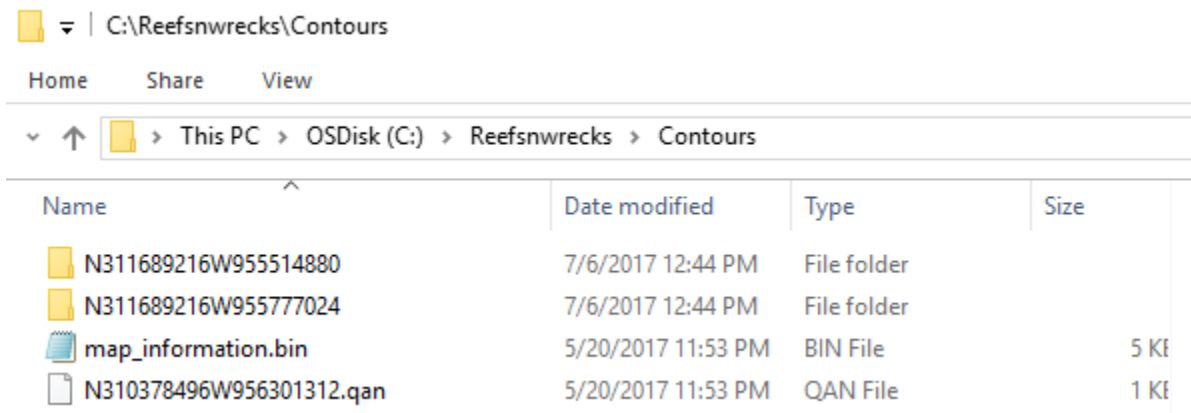 C:\Reefsnwrecks\Contours
Home Share View
This PC > OSDisk (C:) > Reefsnwrecks > Contours
Name Date modified Type Size
N311689216W955514880 7/6/2017 12:44 PM File folder
N311689216W955777024 7/6/2017 12:44 PM File folder
map_information.bin 5/20/2017 11:53 PM BIN File 5
N310378496W956301312.qan 5/20/2017 11:53 PM QAN File 1